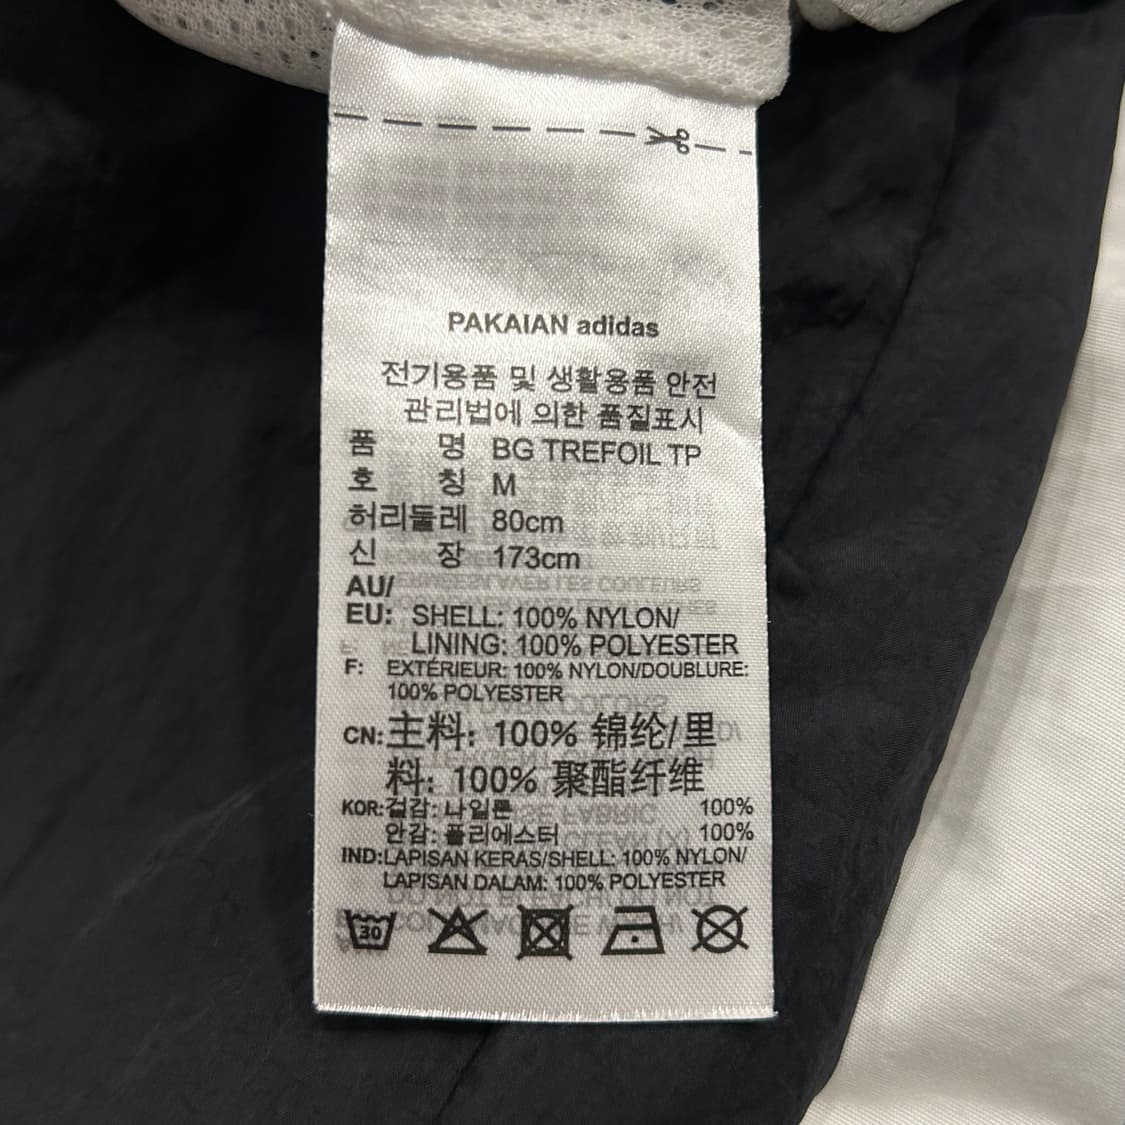 PAKAIAN adidas
전기용품 및 생활용품 안전
관리법에 의한 품질표시
품 명 BG TREFOIL TP
호 칭 M
허리둘레 80cm
신 장 173cm
AU/
EU: SHELL: 100% NYLON/
LINING: 100% POLYESTER
F: EXTÉRIEUR: 100% NYLON/DOUBLURE:
100% POLYESTER
CN: 主料: 100% 锦纶/里
料: 100% 聚酯纤维
KOR: 겉감: 나일론 100%
안감: 폴리에스터 100%
IND: LAPISAN KERAS/SHELL: 100% NYLON/
LAPISAN DALAM: 100% POLYESTER
30